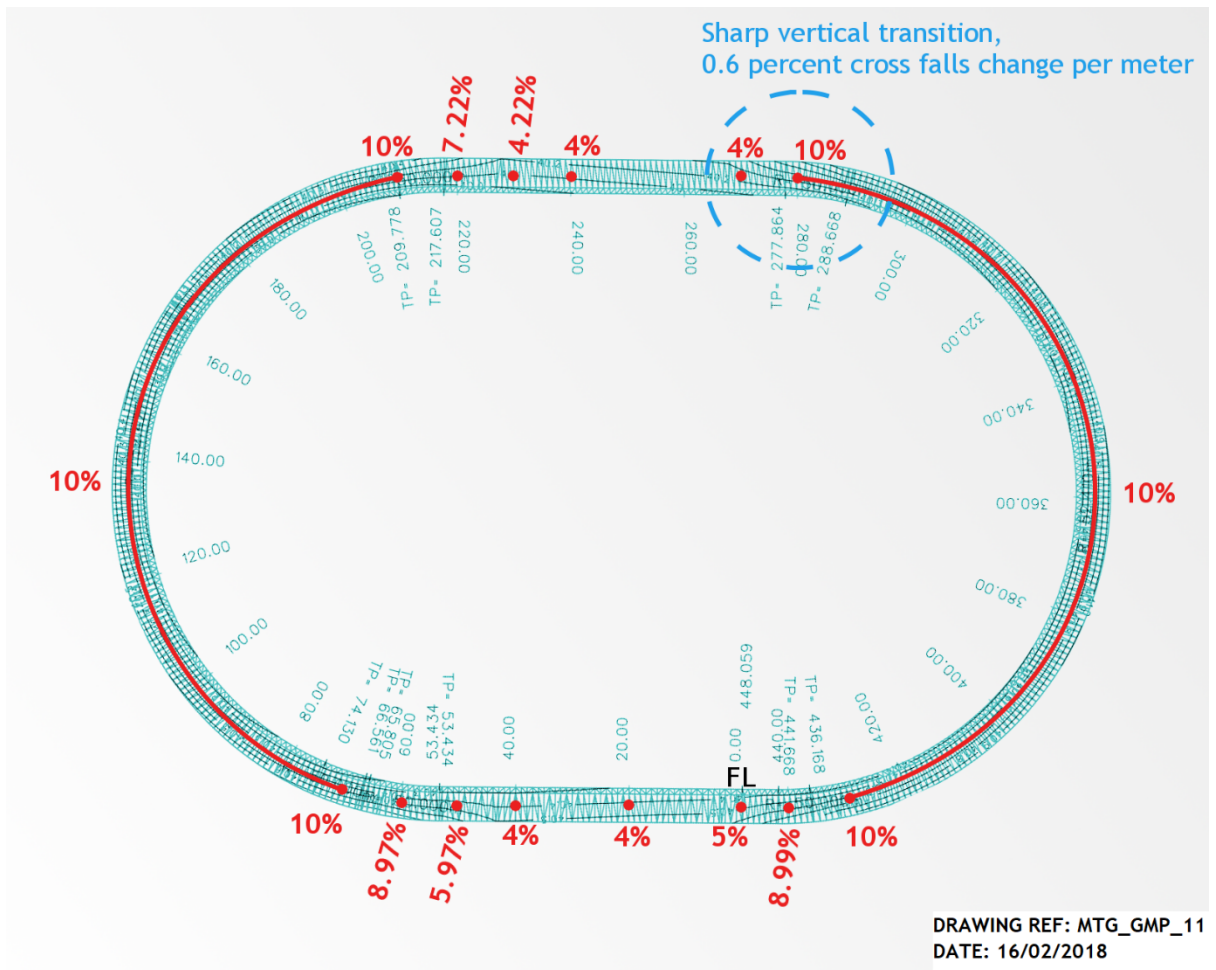 Sharp vertical transition,
0.6 percent cross falls change per meter
10%
7.22%
4.22%
4%
4%
10%
200.00
TP= 209.778
TP= 217.607
220.00
240.00
260.00
TP= 277.864
280.00
TP= 288.668
300.00
180.00
320.00
160.00
340.00
10%
140.00
360.00
10%
120.00
380.00
100.00
400.00
80.00
TP= 74.130
TP= 66.561
TP= 65.805
60.00
53.434
TP= 53.434
40.00
20.00
0.00
448.059
440.00
TP= 441.668
TP= 436.168
420.00
FL
10%
8.97%
5.97%
4%
4%
5%
8.99%
10%
DRAWING REF: MTG_GMP_11
DATE: 16/02/2018